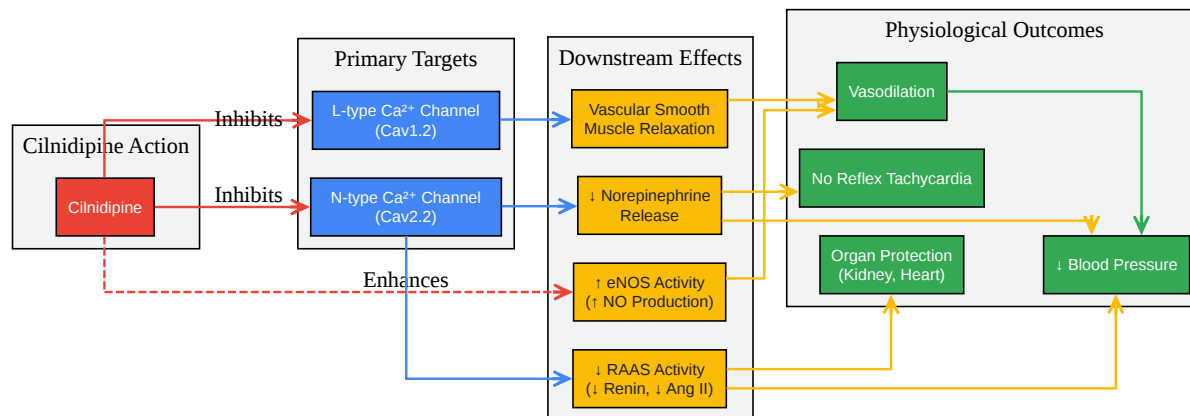 Cilnidipine Action
Cilnidipine
Inhibits
Inhibits
Enhances
Primary Targets
L-type Ca²⁺ Channel
(Cav1.2)
N-type Ca²⁺ Channel
(Cav2.2)
Downstream Effects
Vascular Smooth
Muscle Relaxation
↓ Norepinephrine
Release
↑ eNOS Activity
(↑ NO Production)
↓ RAAS Activity
(↓ Renin, ↓ Ang II)
Physiological Outcomes
Vasodilation
No Reflex Tachycardia
Organ Protection
(Kidney, Heart)
↓ Blood Pressure